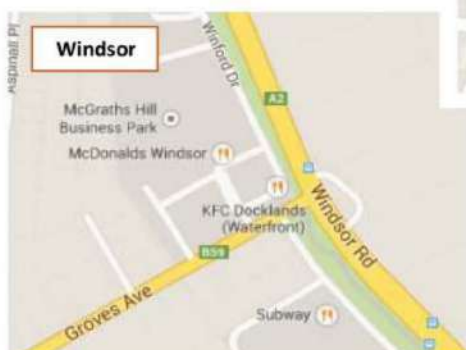 Aspinall Pl
Windsor
Winford Dr
A2
McGraths Hill
Business Park
McDonalds Windsor
KFC Docklands
(Waterfront)
Windsor Rd
B59
Groves Ave
Subway